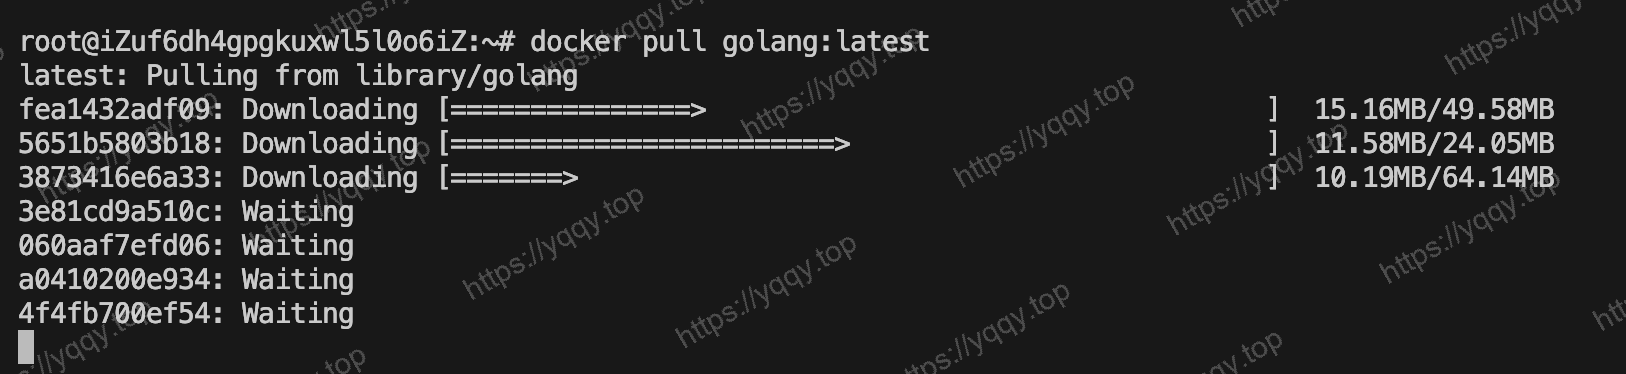 root@iZuf6dh4gpgkuxwl5l0o6iZ:~# docker pull golang:latest
latest: Pulling from library/golang
fea1432adf09: Downloading [===============>                                   ]  15.16MB/49.58MB
5651b5803b18: Downloading [========================>                          ]  11.58MB/24.05MB
3873416e6a33: Downloading [=======>                                           ]  10.19MB/64.14MB
3e81cd9a510c: Waiting
060aaf7efd06: Waiting
a0410200e934: Waiting
4f4fb700ef54: Waiting
https://yqqy.top